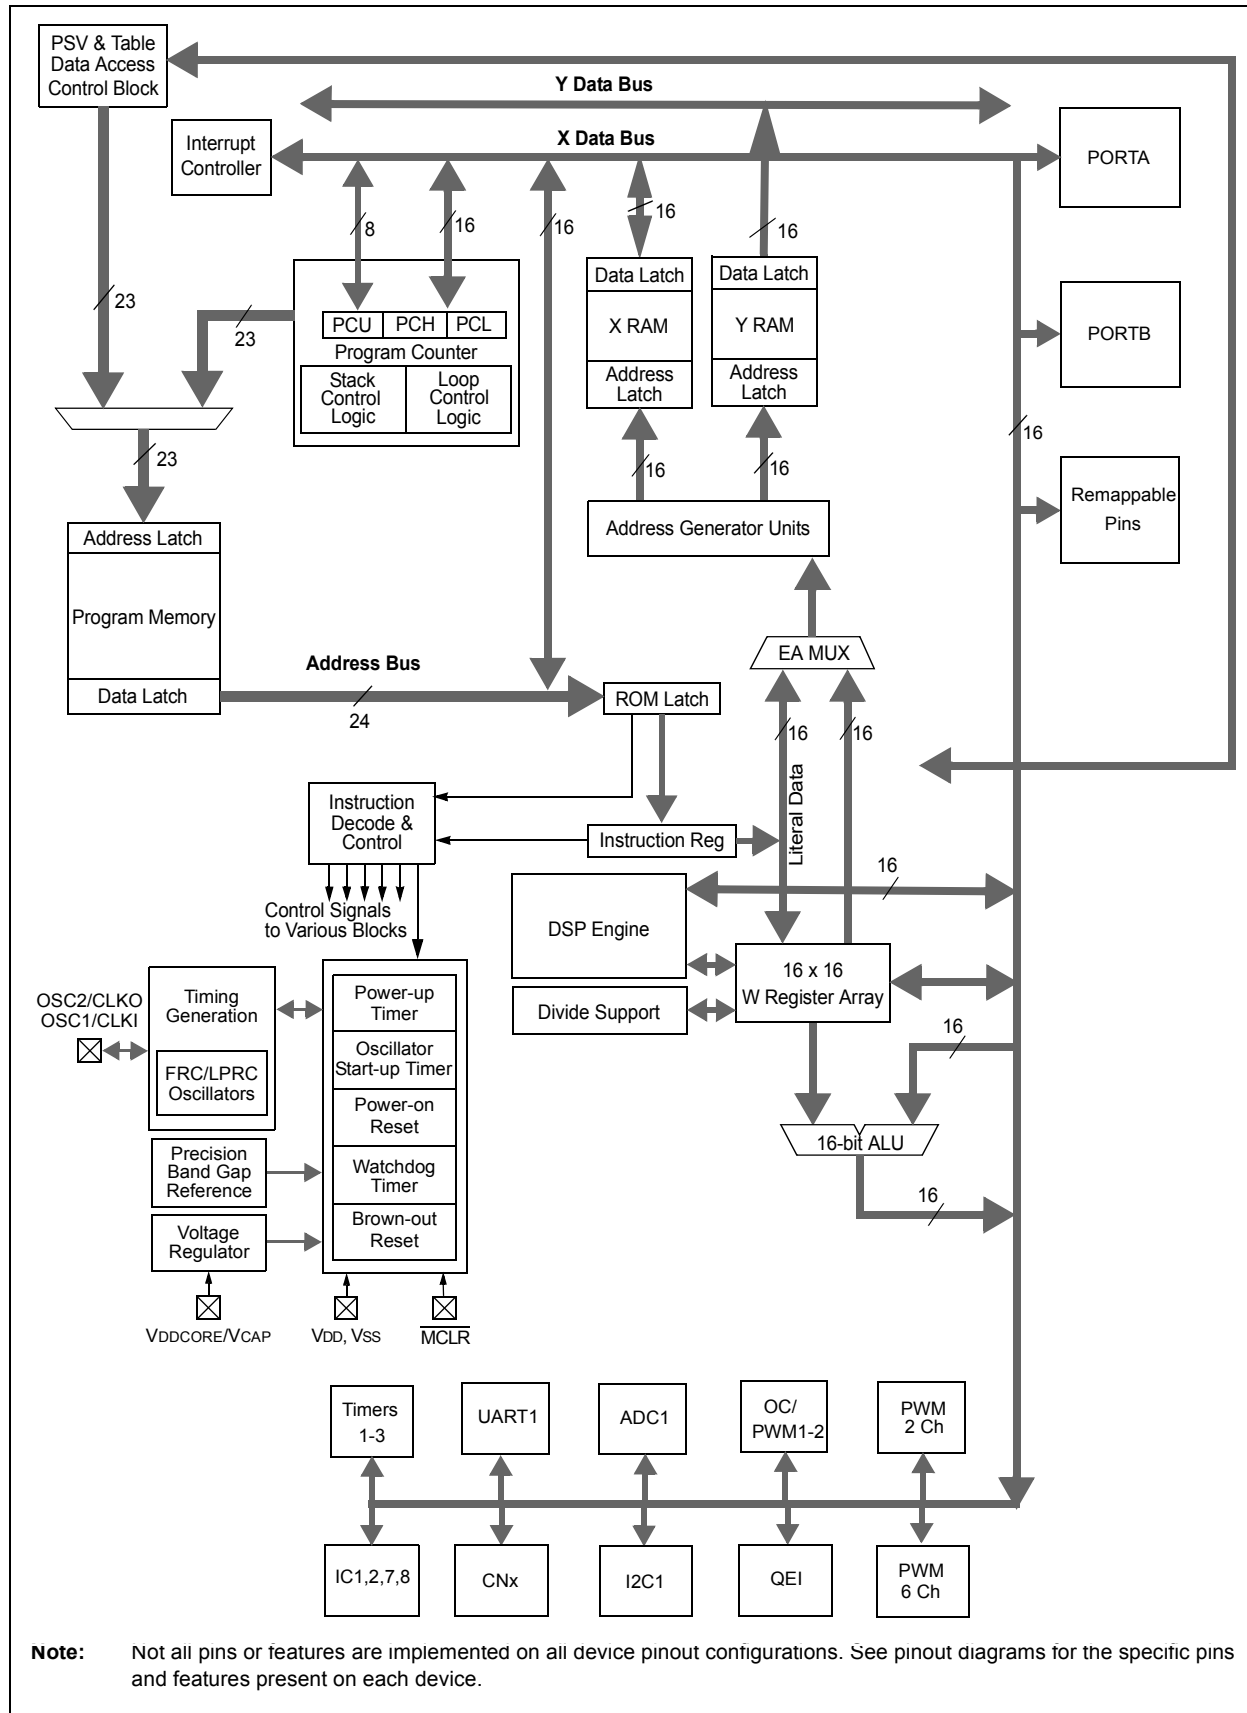 PSV & Table
Data Access
Control Block
Y Data Bus
Interrupt
Controller
X Data Bus
PORTA
8
16
16
16
16
23
23
Data Latch
X RAM
Address
Latch
Data Latch
Y RAM
Address
Latch
PCU
PCH
PCL
Program Counter
Stack
Control
Logic
Loop
Control
Logic
PORTB
16
23
16
16
Remappable
Pins
Address Generator Units
Address Latch
Program Memory
Data Latch
EA MUX
Address Bus
24
ROM Latch
16
16
Literal Data
Instruction
Decode &
Control
Instruction Reg
16
Control Signals
to Various Blocks
DSP Engine
16 x 16
W Register Array
Divide Support
OSC2/CLKO
OSC1/CLKI
Timing
Generation
FRC/LPRC
Oscillators
Power-up
Timer
Oscillator
Start-up Timer
Power-on
Reset
Watchdog
Timer
Brown-out
Reset
16
16-bit ALU
16
Precision
Band Gap
Reference
Voltage
Regulator
VDDCORE/VCAP
VDD, VSS
MCLR
Timers
1-3
UART1
ADC1
OC/
PWM1-2
PWM
2 Ch
IC1,2,7,8
CNx
I2C1
QEI
PWM
6 Ch
Note: Not all pins or features are implemented on all device pinout configurations. See pinout diagrams for the specific pins
and features present on each device.